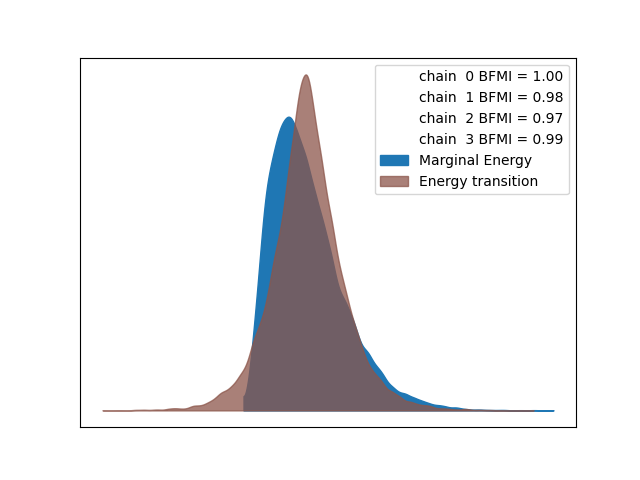 chain  0 BFMI = 1.00
chain  1 BFMI = 0.98
chain  2 BFMI = 0.97
chain  3 BFMI = 0.99
Marginal Energy
Energy transition